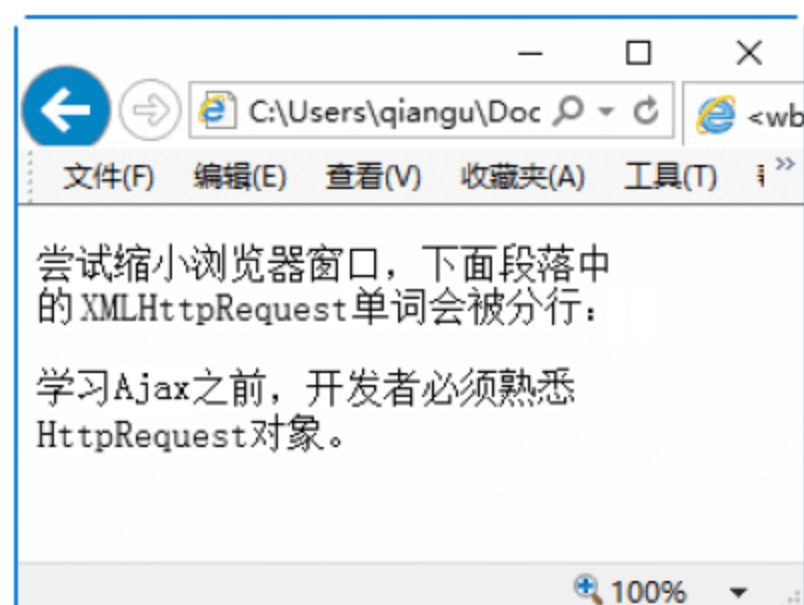 C:\Users\qiangu\Doc
<wb
文件(F) 编辑(E) 查看(V) 收藏夹(A) 工具(T)
尝试缩小浏览器窗口，下面段落中
的XMLHttpRequest单词会被分行：
学习Ajax之前，开发者必须熟悉
HttpRequest对象。
100%